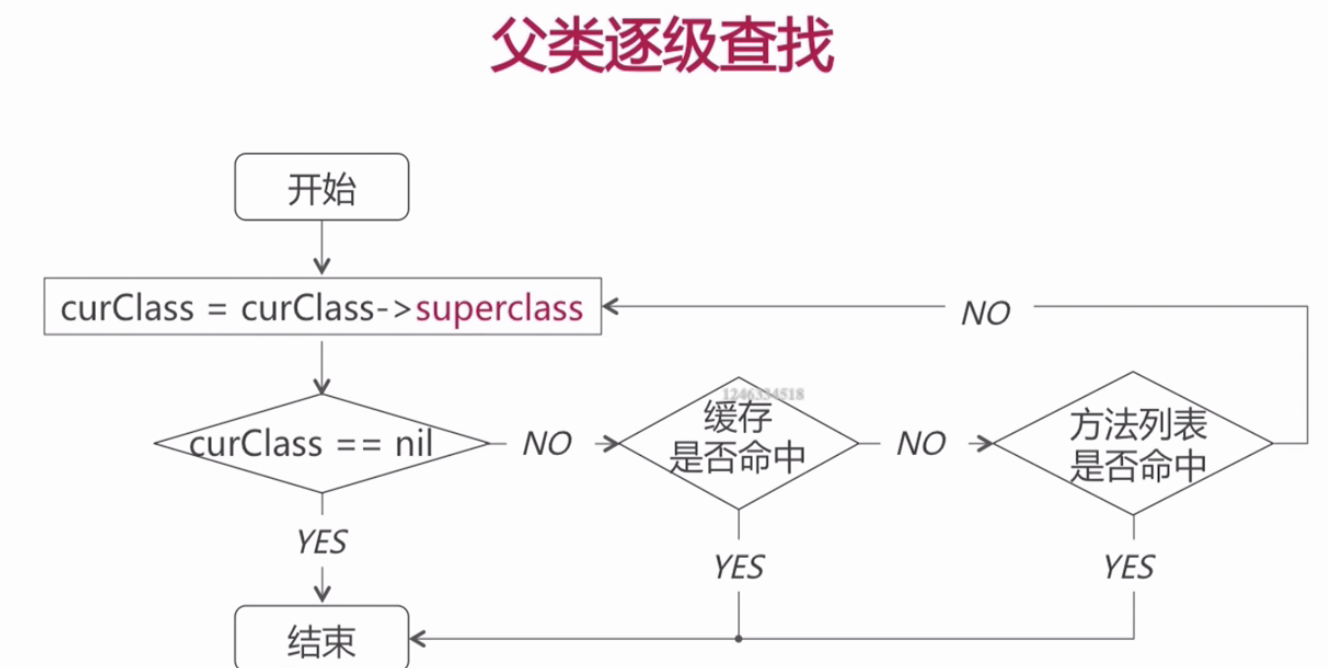 父类逐级查找
开始
curClass = curClass->superclass
NO
curClass == nil
NO
1246334518
缓存
是否命中
NO
方法列表
是否命中
YES
YES
YES
结束